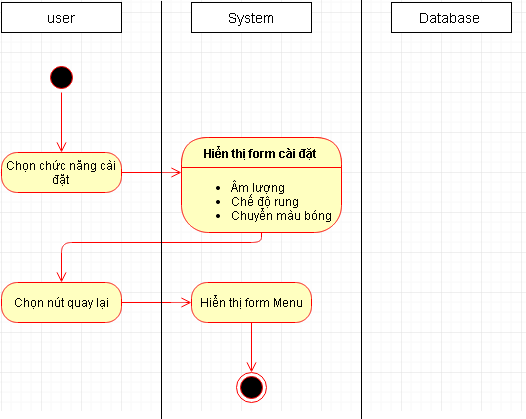 user
System
Database
Chọn chức năng cài
đặt
Hiển thị form cài đặt
Âm lượng
Chế độ rung
Chuyển màu bóng
Chọn nút quay lại
Hiển thị form Menu